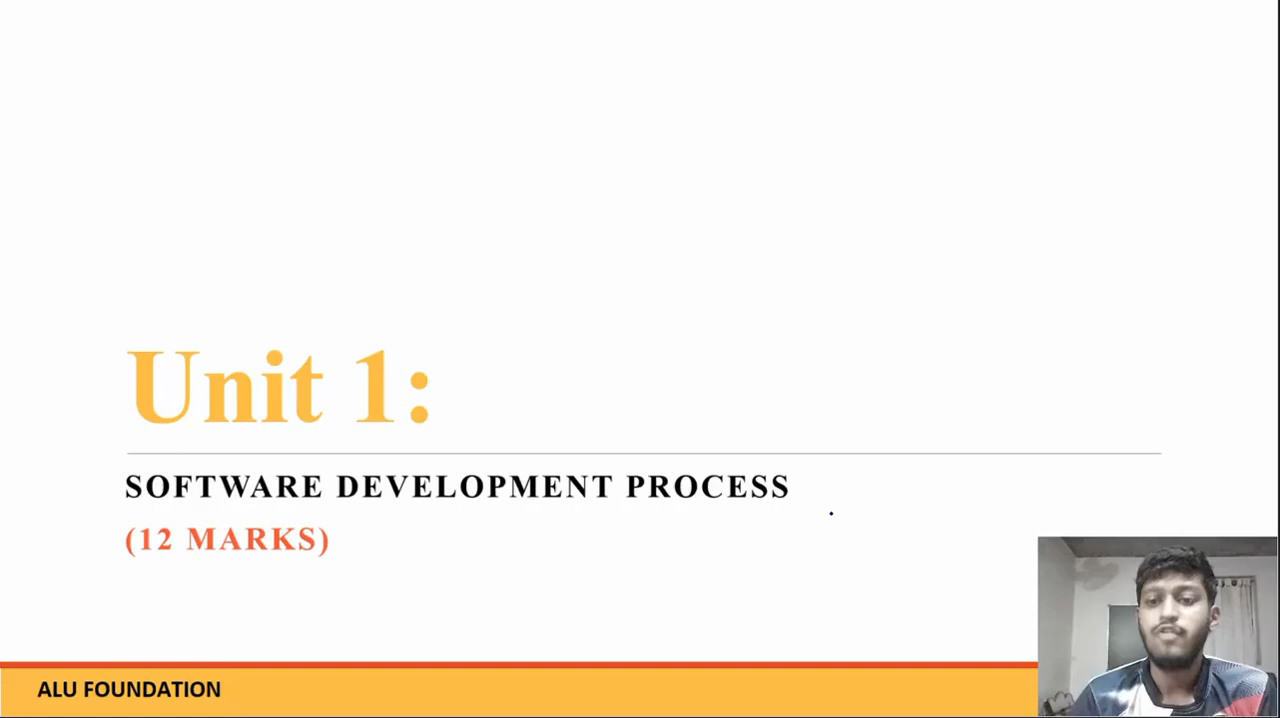 Unit 1:
SOFTWARE DEVELOPMENT PROCESS
(12 MARKS)
ALU FOUNDATION